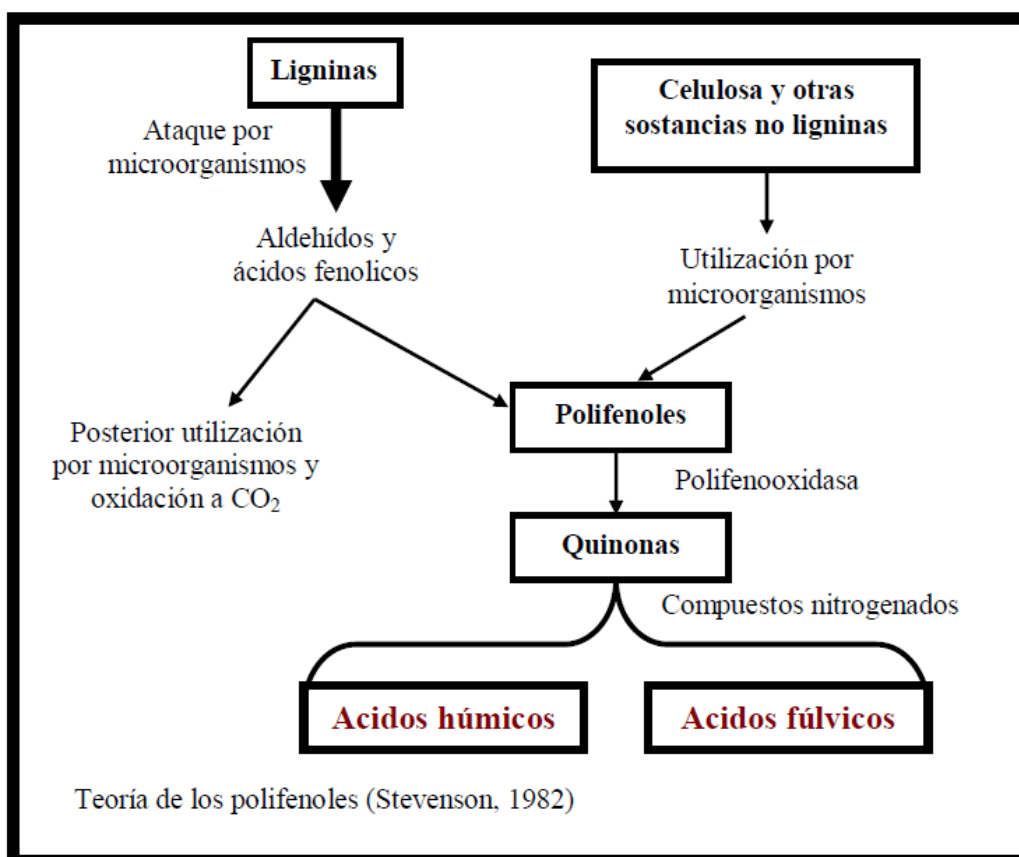 Ligninas
Ataque por
microorganismos
Aldehídos y
ácidos fenolicos
Posterior utilización
por microorganismos y
oxidación a CO₂
Celulosa y otras
sostancias no ligninas
Utilización por
microorganismos
Polifenoles
Polifenooxidasa
Quinonas
Compuestos nitrogenados
Acidos húmicos
Acidos fúlvicos
Teoría de los polifenoles (Stevenson, 1982)